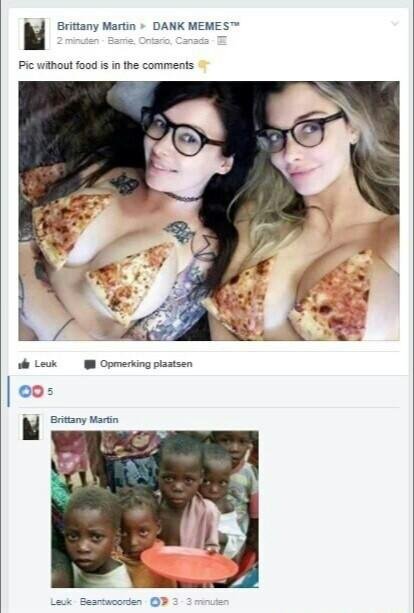 Brittany Martin ▸ DANK MEMES™
2 minuten · Barrie, Ontario, Canada ·
Pic without food is in the comments 👇
Leuk Opmerking plaatsen
5
Brittany Martin
Leuk · Beantwoorden · 3 · 3 minuten